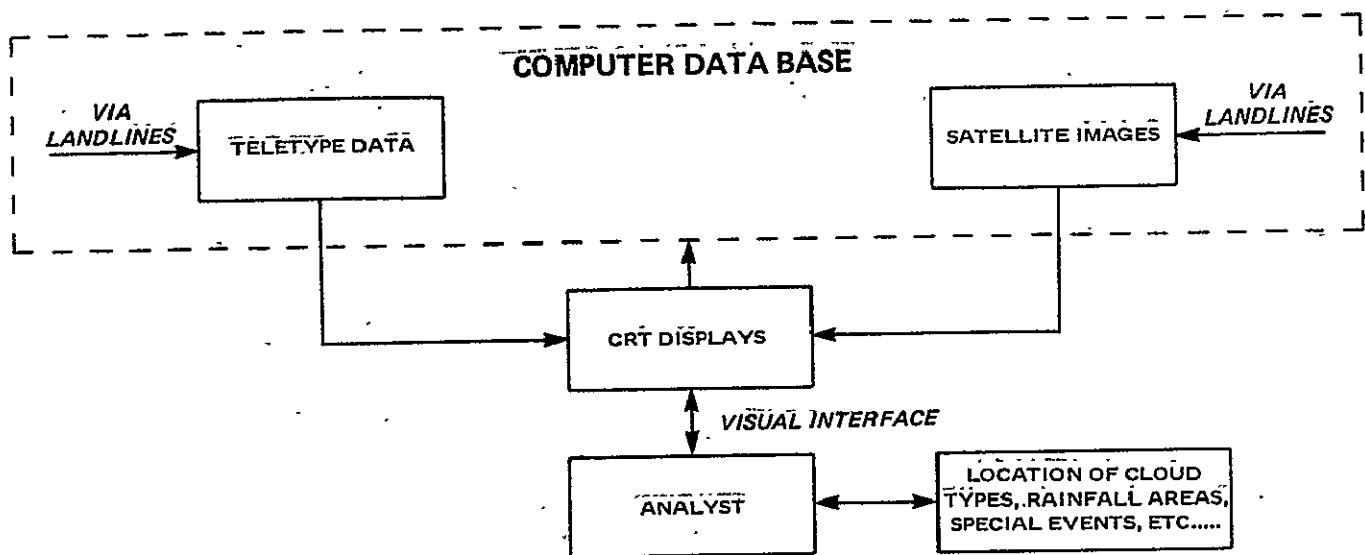 COMPUTER DATA BASE
VIA
LANDLINES
TELETYPE DATA
SATELLITE IMAGES
VIA
LANDLINES
CRT DISPLAYS
VISUAL INTERFACE
ANALYST
LOCATION OF CLOUD
TYPES, RAINFALL AREAS,
SPECIAL EVENTS, ETC.....